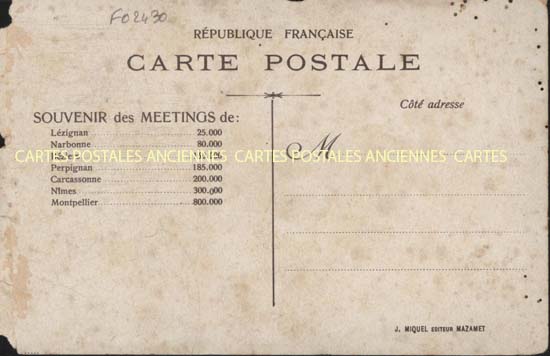 FO2430
RÉPUBLIQUE FRANÇAISE
CARTE POSTALE
SOUVENIR des MEETINGS de:
Lézignan 25.000
Narbonne 80.000
CARTES POSTALES ANCIENNES CARTES POSTALES ANCIENNES CARTES
Perpignan 185.000
Carcassonne 200.000
Nîmes 300.000
Montpellier 800.000
Côté adresse
M
J. MIQUEL EDITEUR MAZAMET